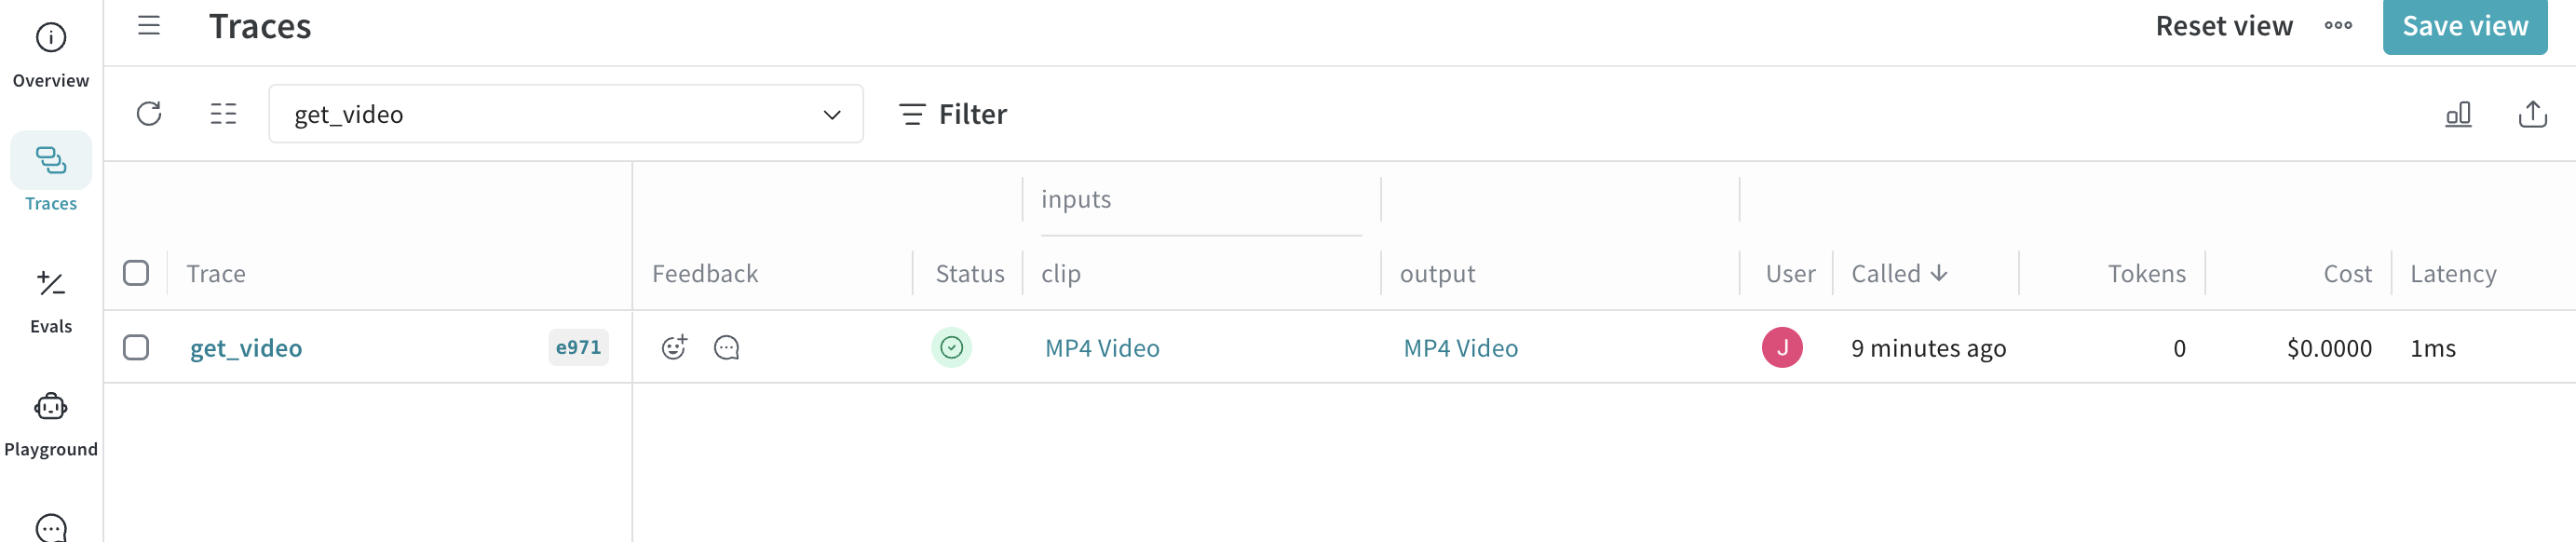 Traces
Reset view
Save view
Overview
get_video
Filter
Traces
inputs
Trace
Feedback
Status
clip
output
User
Called
Tokens
Cost
Latency
Evals
get_video
e971
MP4 Video
MP4 Video
J
9 minutes ago
0
$0.0000
1ms
Playground